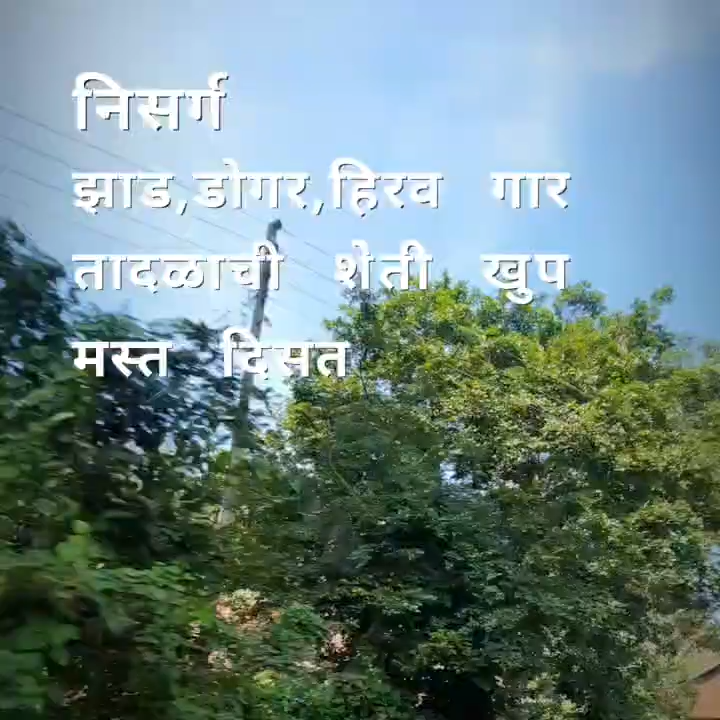 निसर्ग
झाड,डोगर,हिरव गार
तादळाची शेती खुप
मस्त दिसत